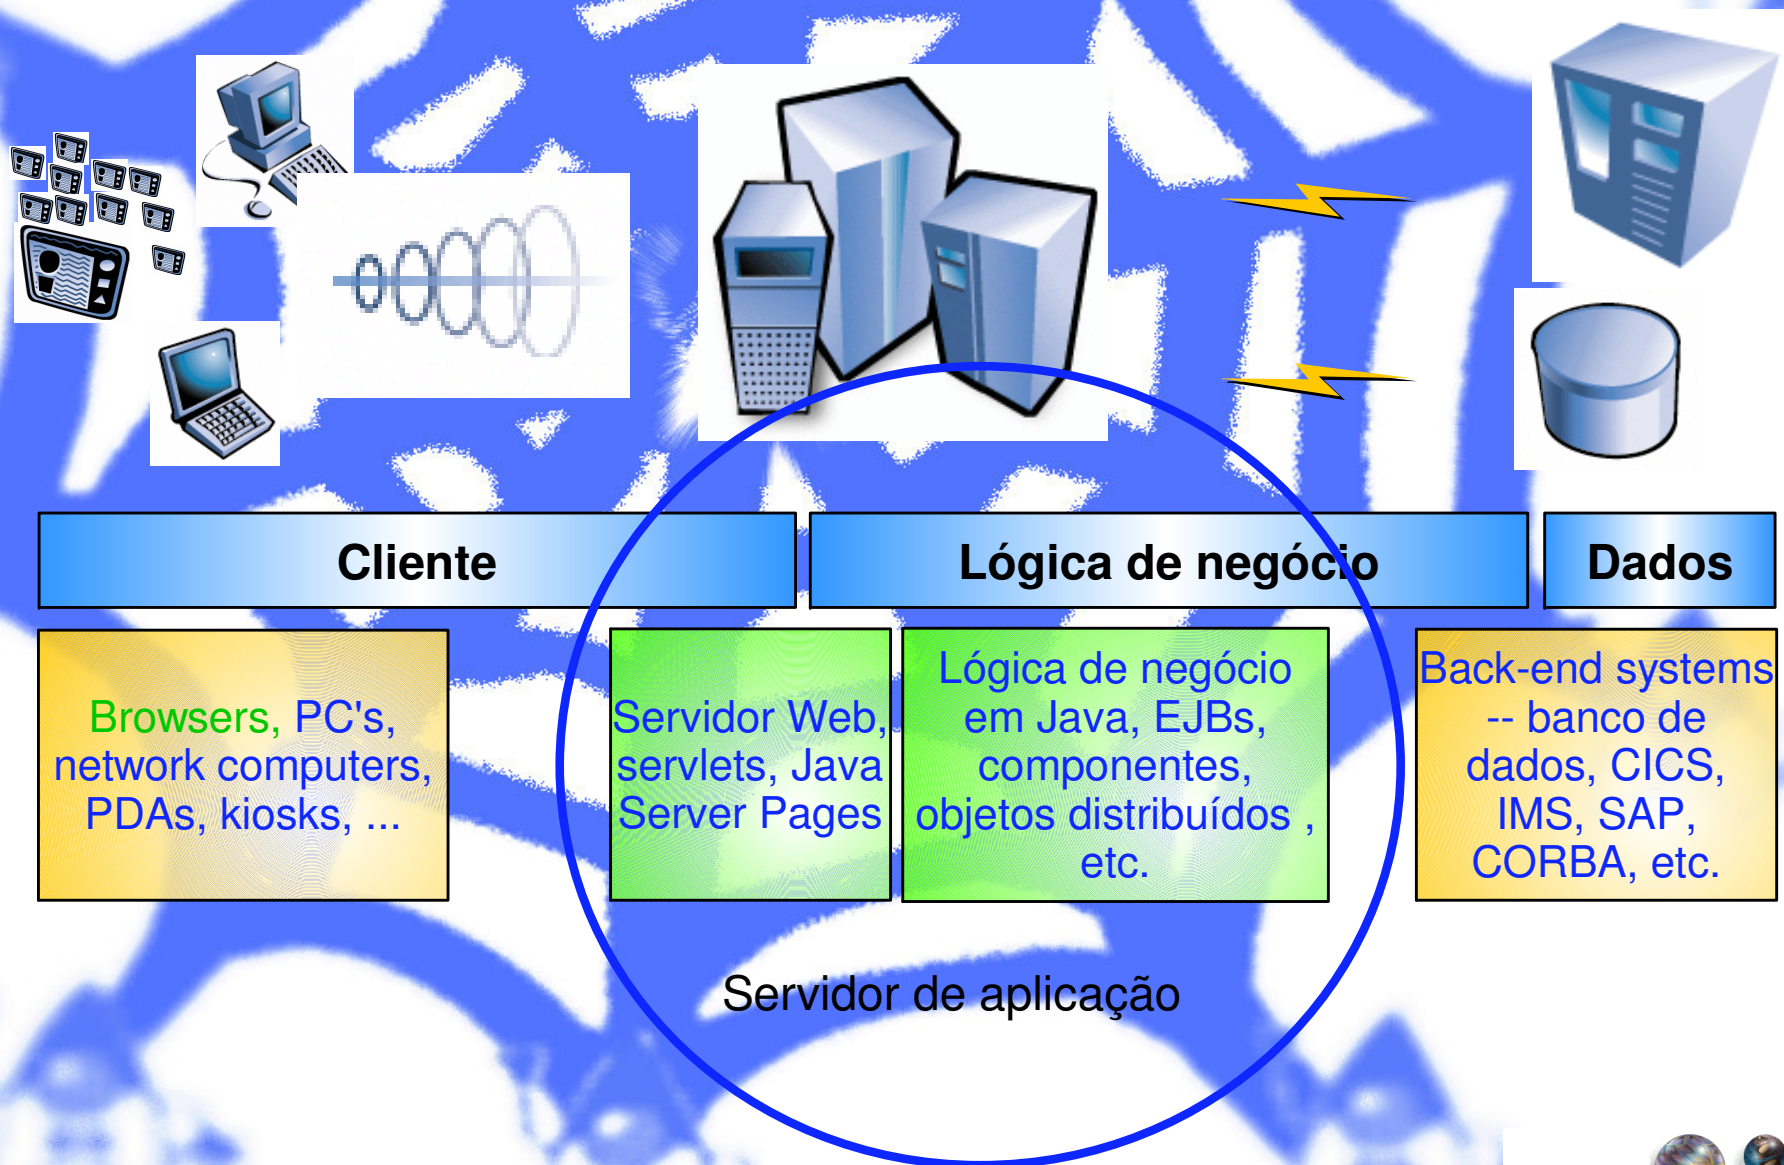 Cliente
Lógica de negócio
Dados
Browsers, PC's,
network computers,
PDAs, kiosks, ...
Servidor Web,
servlets, Java
Server Pages
Lógica de negócio
em Java, EJBs,
componentes,
objetos distribuídos ,
etc.
Back-end systems
-- banco de
dados, CICS,
IMS, SAP,
CORBA, etc.
Servidor de aplicação